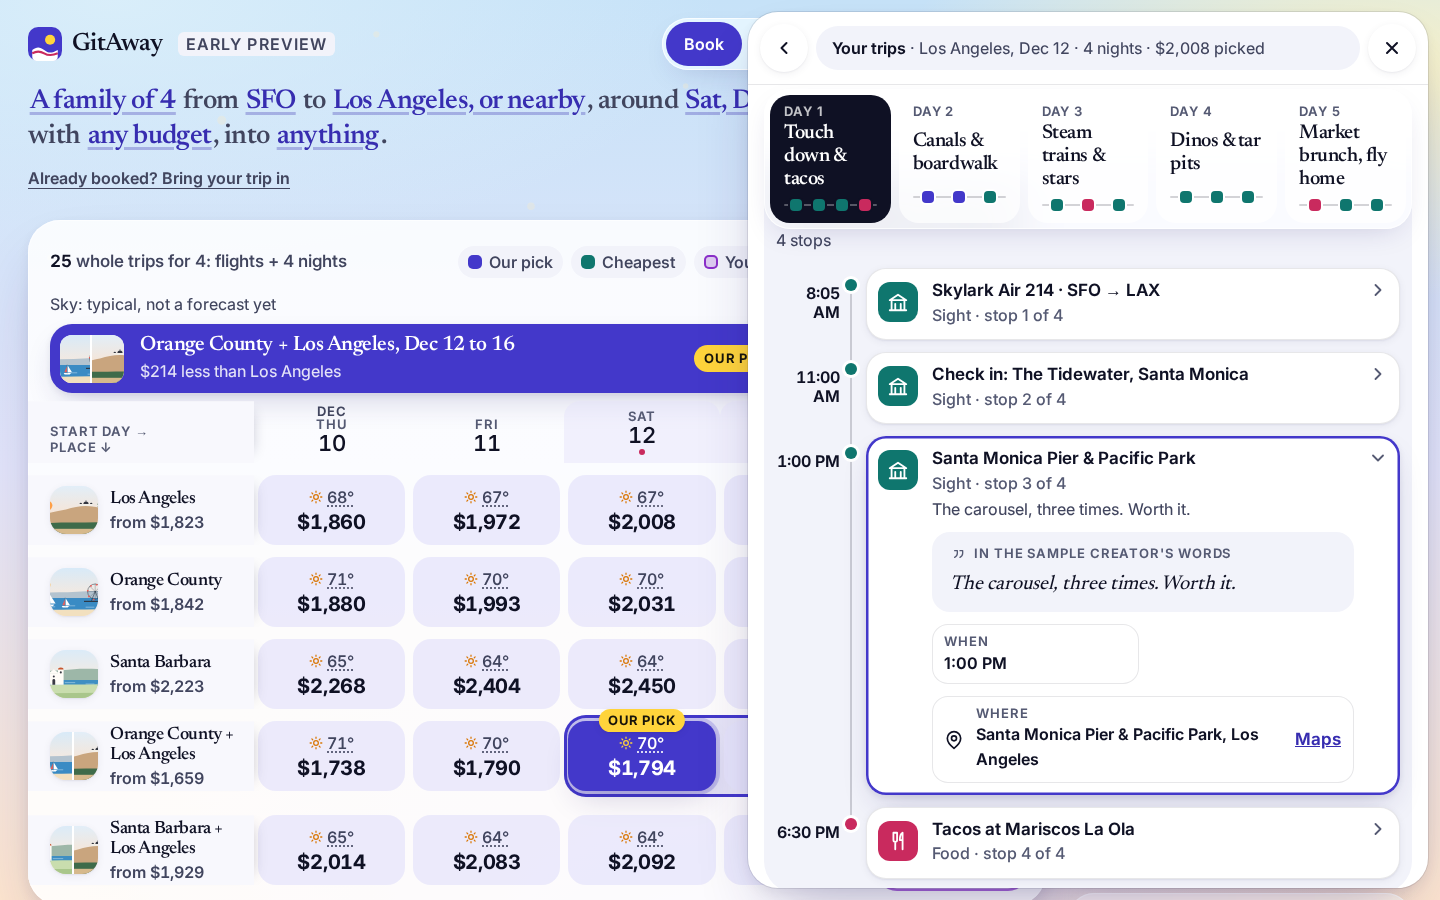 GitAway EARLY PREVIEW
Book
A family of 4 from SFO to Los Angeles, or nearby, around Sat, D
with any budget, into anything.
Already booked? Bring your trip in
25 whole trips for 4: flights + 4 nights
Our pick
Cheapest
Sky: typical, not a forecast yet
Orange County + Los Angeles, Dec 12 to 16
$214 less than Los Angeles
OUR P
START DAY →
PLACE ↓
DEC
THU
10
FRI
11
SAT
12
Los Angeles
from $1,823
68°
$1,860
67°
$1,972
67°
$2,008
Orange County
from $1,842
71°
$1,880
70°
$1,993
70°
$2,031
Santa Barbara
from $2,223
65°
$2,268
64°
$2,404
64°
$2,450
Orange County +
Los Angeles
from $1,659
71°
$1,738
70°
$1,790
OUR PICK
70°
$1,794
Santa Barbara +
Los Angeles
from $1,929
65°
$2,014
64°
$2,083
64°
$2,092
Your trips · Los Angeles, Dec 12 · 4 nights · $2,008 picked
DAY 1
Touch
down &
tacos
DAY 2
Canals &
boardwalk
DAY 3
Steam
trains &
stars
DAY 4
Dinos & tar
pits
DAY 5
Market
brunch, fly
home
4 stops
8:05
AM
Skylark Air 214 · SFO → LAX
Sight · stop 1 of 4
11:00
AM
Check in: The Tidewater, Santa Monica
Sight · stop 2 of 4
1:00 PM
Santa Monica Pier & Pacific Park
Sight · stop 3 of 4
The carousel, three times. Worth it.
IN THE SAMPLE CREATOR'S WORDS
The carousel, three times. Worth it.
WHEN
1:00 PM
WHERE
Santa Monica Pier & Pacific Park, Los
Angeles
Maps
6:30 PM
Tacos at Mariscos La Ola
Food · stop 4 of 4